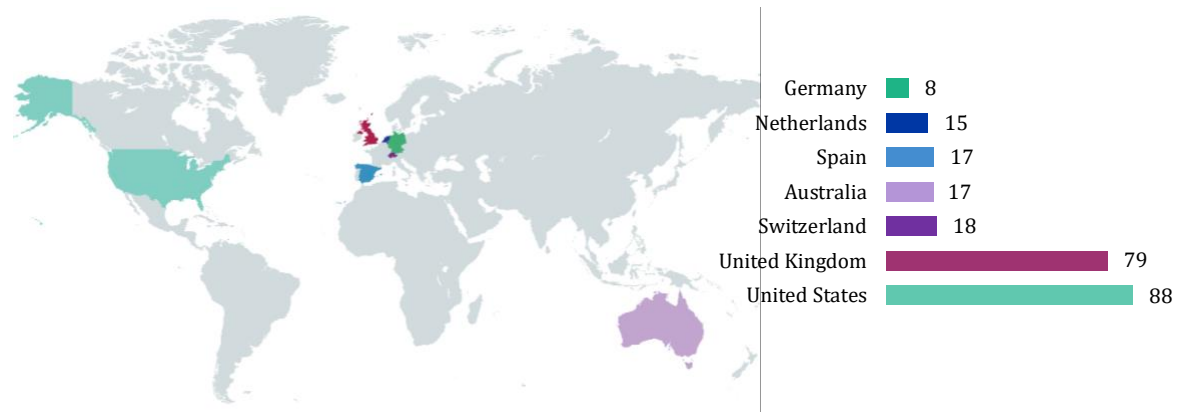 Germany 8
Netherlands 15
Spain 17
Australia 17
Switzerland 18
United Kingdom 79
United States 88